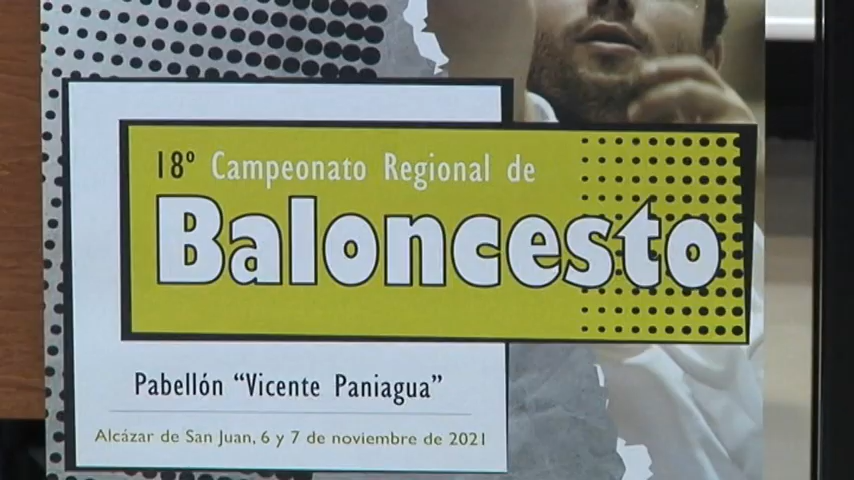 18º Campeonato Regional de
Baloncesto
Pabellón “Vicente Paniagua”
Alcázar de San Juan, 6 y 7 de noviembre de 2021